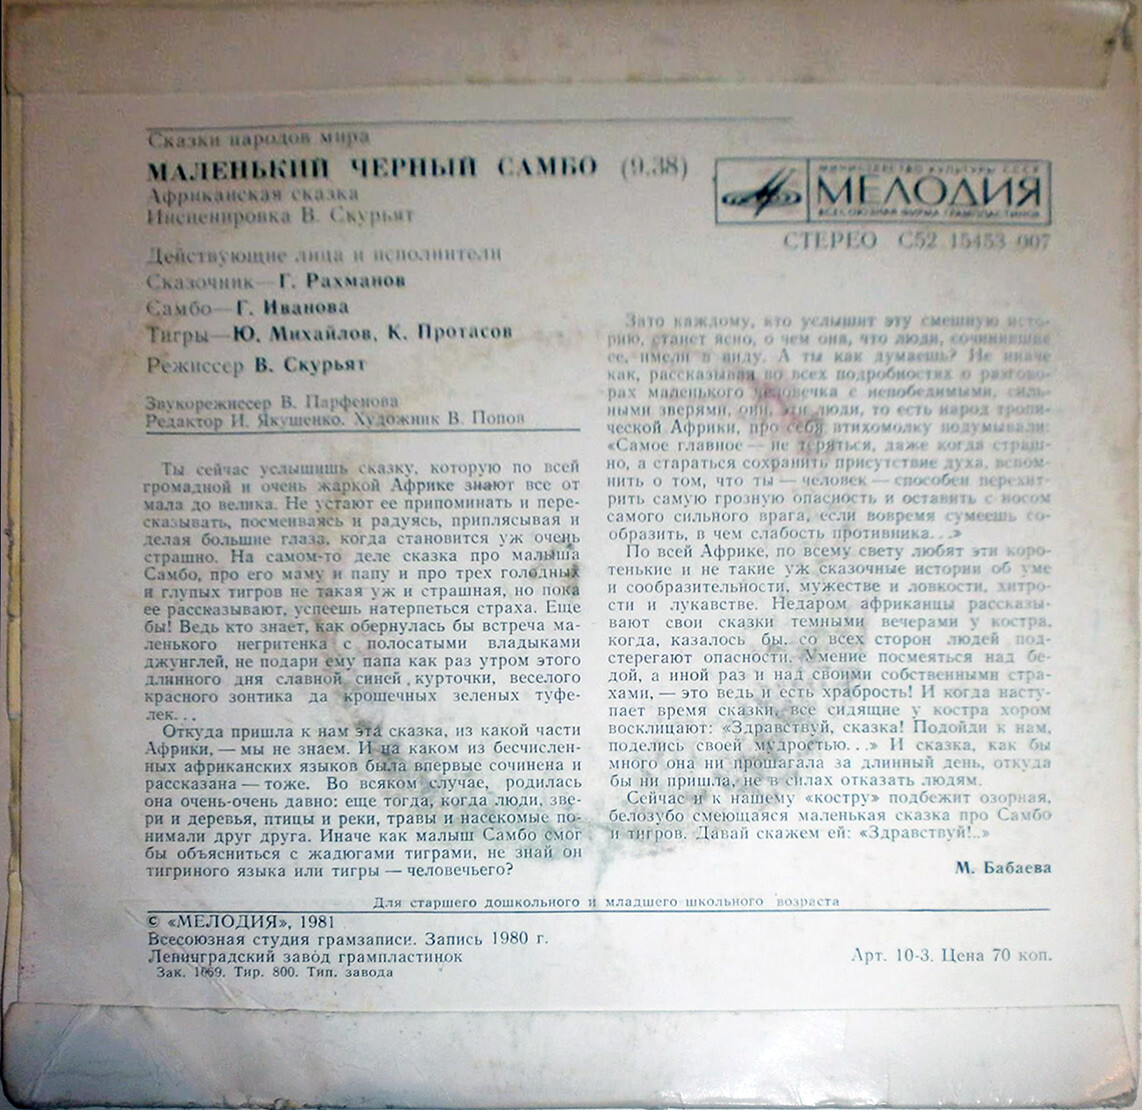 Сказки народов мира
МАЛЕНЬКИЙ ЧЕРНЫЙ САМБО (9.38)
Африканская сказка
Инсценировка В. Скурьят
Действующие лица и исполнители
Сказочник — Г. Рахманов
Самбо — Г. Иванова
Тигры — Ю. Михайлов, К. Протасов
Режиссер В. Скурьят
Звукорежиссер В. Парфенова
Редактор И. Якушенко. Художник В. Попов
МИНИСТЕРСТВО КУЛЬТУРЫ СССР
МЕЛОДИЯ
ВСЕСОЮЗНАЯ ФИРМА ГРАМПЛАСТИНОК
СТЕРЕО С52 15453 007
Ты сейчас услышишь сказку, которую по всей
громадной и очень жаркой Африке знают все от
мала до велика. Не устают ее припоминать и пере-
сказывать, посмеиваясь и радуясь, приплясывая и
делая большие глаза, когда становится уж очень
страшно. На самом-то деле сказка про малыша
Самбо, про его маму и папу и про трех голодных
и глупых тигров не такая уж и страшная, но пока
ее рассказывают, успеешь натерпеться страха. Еще
бы! Ведь кто знает, как обернулась бы встреча ма-
ленького негритенка с полосатыми владыками
джунглей, не подари ему папа как раз утром этого
длинного дня славной синей курточки, веселого
красного зонтика да крошечных зеленых туфе-
лек...
Откуда пришла к нам эта сказка, из какой части
Африки, — мы не знаем. И на каком из бесчислен-
ных африканских языков была впервые сочинена и
рассказана — тоже. Во всяком случае, родилась
она очень-очень давно: еще тогда, когда люди, зве-
ри и деревья, птицы и реки, травы и насекомые по-
нимали друг друга. Иначе как малыш Самбо смог
бы объясниться с жадюгами тиграми, не знай он
тигриного языка или тигры — человечьего?
Зато каждому, кто услышит эту смешную исто-
рию, станет ясно, о чем она, что люди, сочинившие
ее, имели в виду. А ты как думаешь? Не иначе
как, рассказывая во всех подробностях о разгово-
рах маленького человечка с непобедимыми, силь-
ными зверями, они, эти люди, то есть народ тропи-
ческой Африки, про себя втихомолку подумывали:
«Самое главное — не теряться, даже когда страш-
но, а стараться сохранить присутствие духа, вспом-
нить о том, что ты — человек — способен перехит-
рить самую грозную опасность и оставить с носом
самого сильного врага, если вовремя сумеешь со-
образить, в чем слабость противника...»
По всей Африке, по всему свету любят эти коро-
тенькие и не такие уж сказочные истории об уме
и сообразительности, мужестве и ловкости, хитро-
сти и лукавстве. Недаром африканцы рассказы-
вают свои сказки темными вечерами у костра,
когда, казалось бы, со всех сторон людей под-
стерегают опасности. Умение посмеяться над бе-
дой, а иной раз и над своими собственными стра-
хами, — это ведь и есть храбрость! И когда насту-
пает время сказки, все сидящие у костра хором
восклицают: «Здравствуй, сказка! Подойди к нам,
поделись своей мудростью...» И сказка, как бы
много она ни прошагала за длинный день, откуда
бы ни пришла, не в силах отказать людям.
Сейчас и к нашему «костру» подбежит озорная,
белозубо смеющаяся маленькая сказка про Самбо
и тигров. Давай скажем ей: «Здравствуй!..»
М. Бабаева
Для старшего дошкольного и младшего школьного возраста
© «МЕЛОДИЯ», 1981
Всесоюзная студия грамзаписи. Запись 1980 г.
Ленинградский завод грампластинок
Зак. 1069. Тир. 800. Тип. завода
Арт. 10-3. Цена 70 коп.